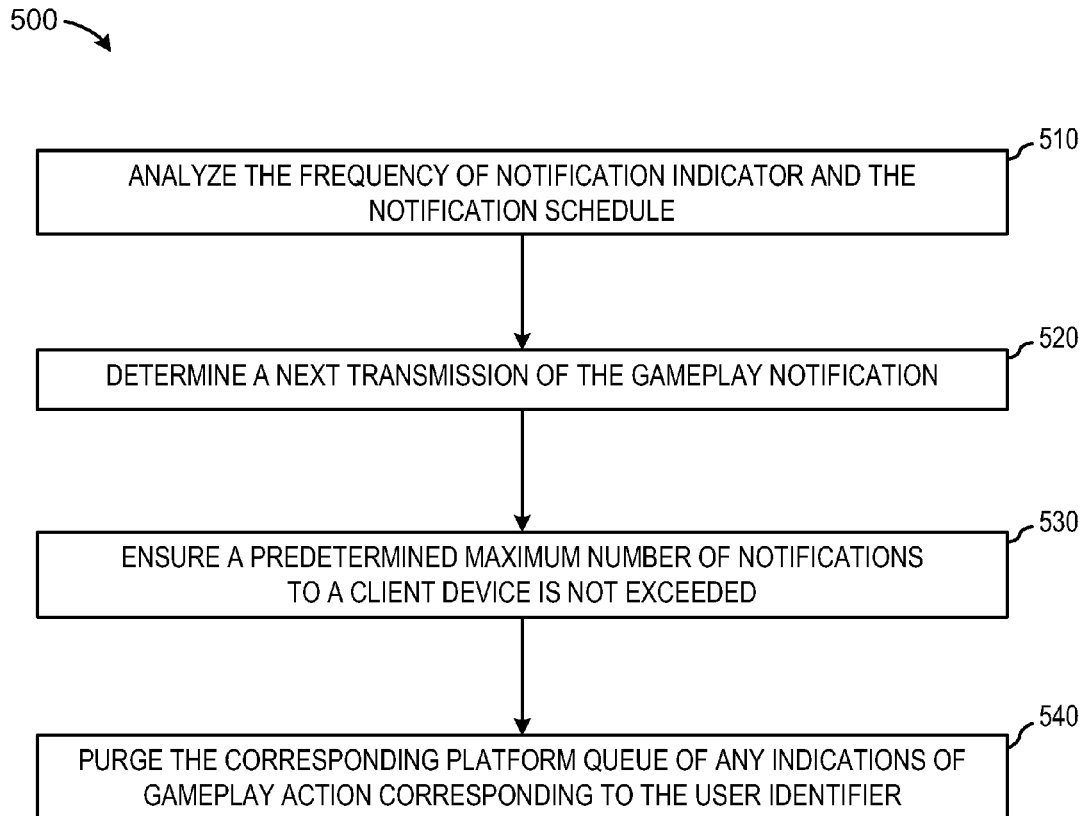 500
510
ANALYZE THE FREQUENCY OF NOTIFICATION INDICATOR AND THE
NOTIFICATION SCHEDULE
520
DETERMINE A NEXT TRANSMISSION OF THE GAMEPLAY NOTIFICATION
530
ENSURE A PREDETERMINED MAXIMUM NUMBER OF NOTIFICATIONS
TO A CLIENT DEVICE IS NOT EXCEEDED
540
PURGE THE CORRESPONDING PLATFORM QUEUE OF ANY INDICATIONS OF
GAMEPLAY ACTION CORRESPONDING TO THE USER IDENTIFIER